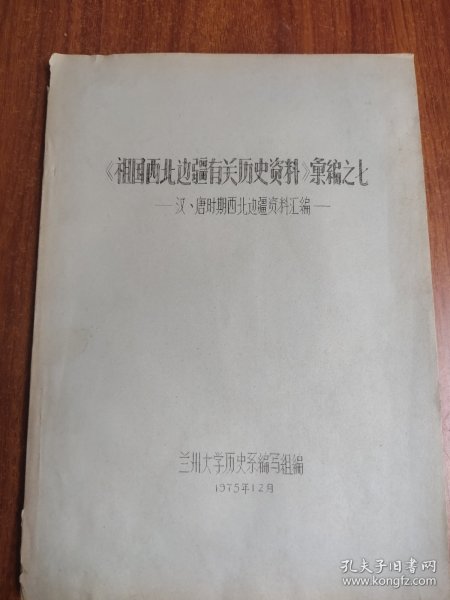 《祖国西北边疆有关历史资料》彙编之七
—汉、唐时期西北边疆资料汇编—
兰州大学历史系编写组编
1975年12月
孔夫子旧书网
www.kongfz.com